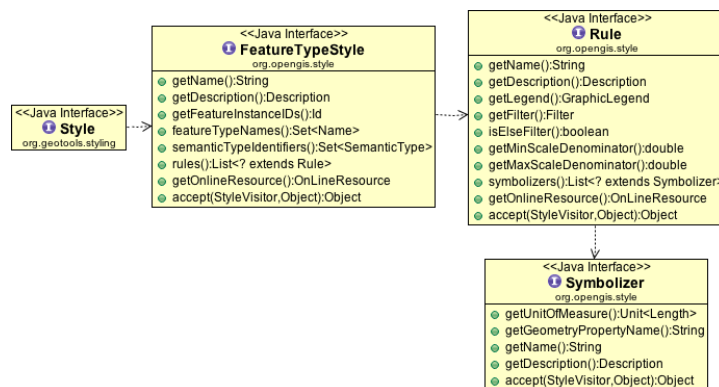 <<Java Interface>>
Style
org.geotools.styling
<<Java Interface>>
FeatureTypeStyle
org.opengis.style
getName():String
getDescription():Description
getFeatureInstanceIDs():Id
featureTypeNames():Set<Name>
semanticTypeIdentifiers():Set<SemanticType>
rules():List<? extends Rule>
getOnlineResource():OnLineResource
accept(StyleVisitor,Object):Object
<<Java Interface>>
Rule
org.opengis.style
getName():String
getDescription():Description
getLegend():GraphicLegend
getFilter():Filter
isElseFilter():boolean
getMinScaleDenominator():double
getMaxScaleDenominator():double
symbolizers():List<? extends Symbolizer>
getOnlineResource():OnLineResource
accept(StyleVisitor,Object):Object
<<Java Interface>>
Symbolizer
org.opengis.style
getUnitOfMeasure():Unit<Length>
getGeometryPropertyName():String
getName():String
getDescription():Description
accept(StyleVisitor,Object):Object